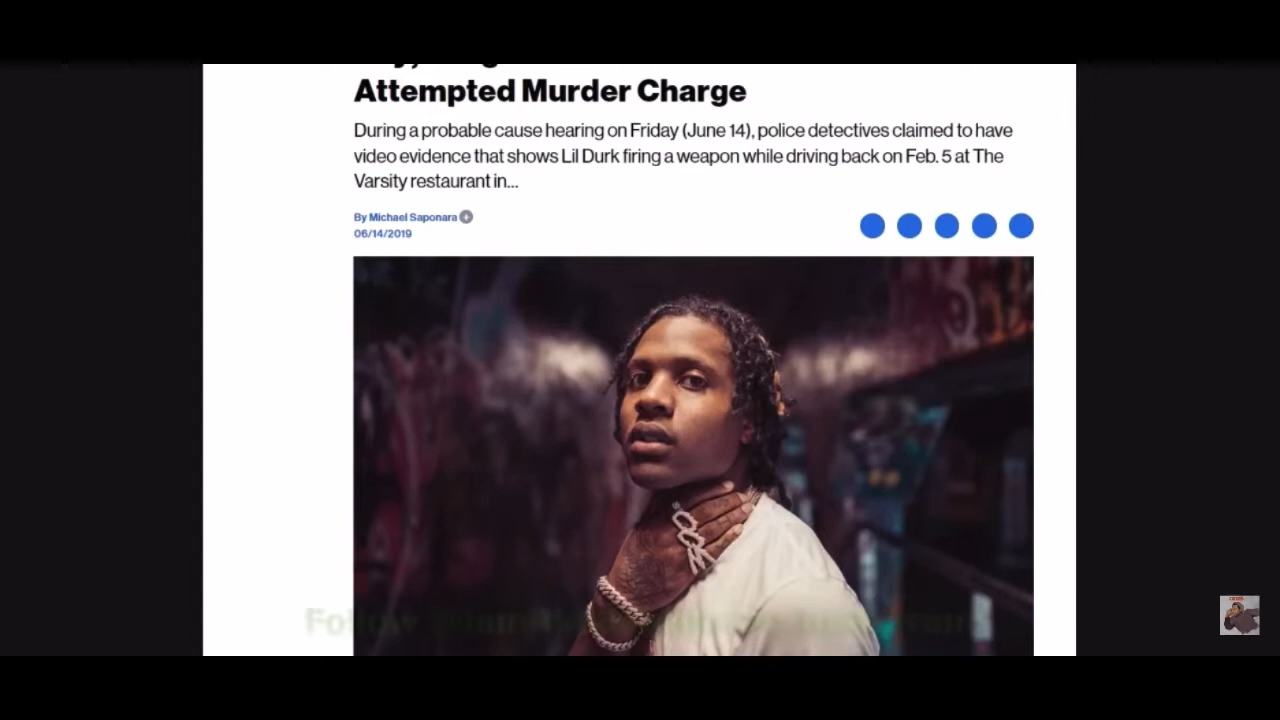 Attempted Murder Charge
During a probable cause hearing on Friday (June 14), police detectives claimed to have
video evidence that shows Lil Durk firing a weapon while driving back on Feb. 5 at The
Varsity restaurant in...
By Michael Saponara +
06/14/2019